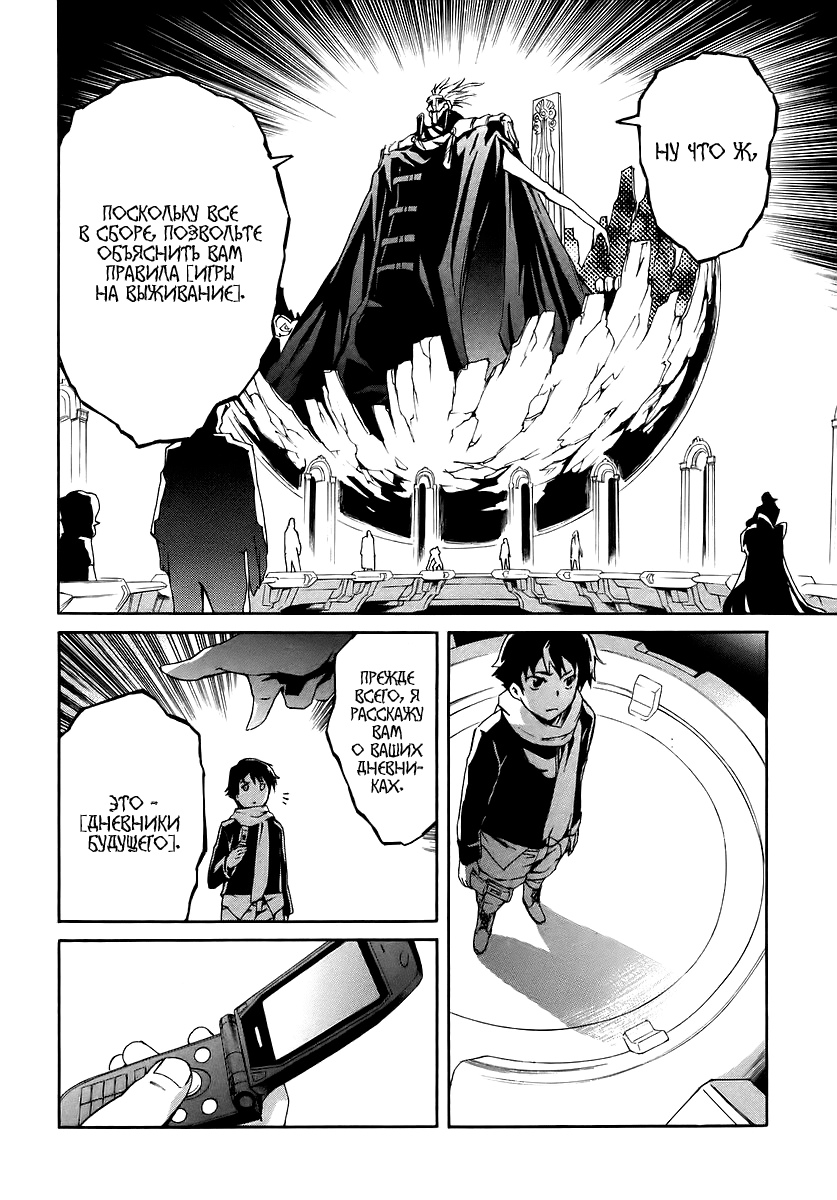 НУ ЧТО Ж,
ПОСКОЛЬКУ ВСЕ
В СБОРЕ, ПОЗВОЛЬТЕ
ОБЪЯСНИТЬ ВАМ
ПРАВИЛА [ИГРЫ
НА ВЫЖИВАНИЕ].
ПРЕЖДЕ
ВСЕГО, Я
РАССКАЖУ
ВАМ
О ВАШИХ
ДНЕВНИ-
КАХ.
ЭТО -
[ДНЕВНИКИ
БУДУЩЕГО].